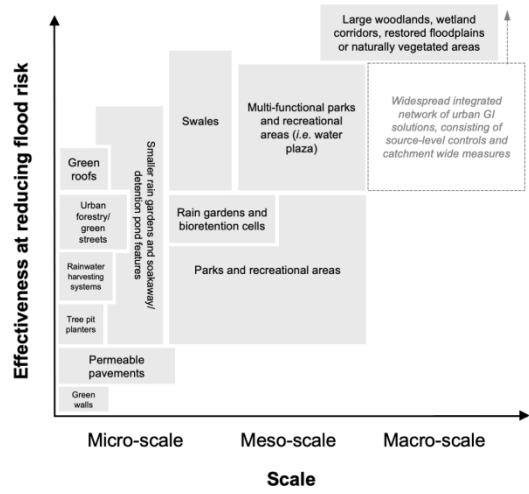 Effectiveness at reducing flood risk
Large woodlands, wetland
corridors, restored floodplains
or naturally vegetated areas
Widespread integrated
network of urban GI
solutions, consisting of
source-level controls and
catchment wide measures
Multi-functional parks
and recreational
areas (i.e. water
plaza)
Swales
Smaller rain gardens and soakaway/
detention pond features
Green
roofs
Urban forestry/
green streets
Rainwater
harvesting
systems
Tree pit
planters
Rain gardens and
bioretention cells
Parks and recreational areas
Permeable
pavements
Green
walls
Micro-scale
Meso-scale
Macro-scale
Scale